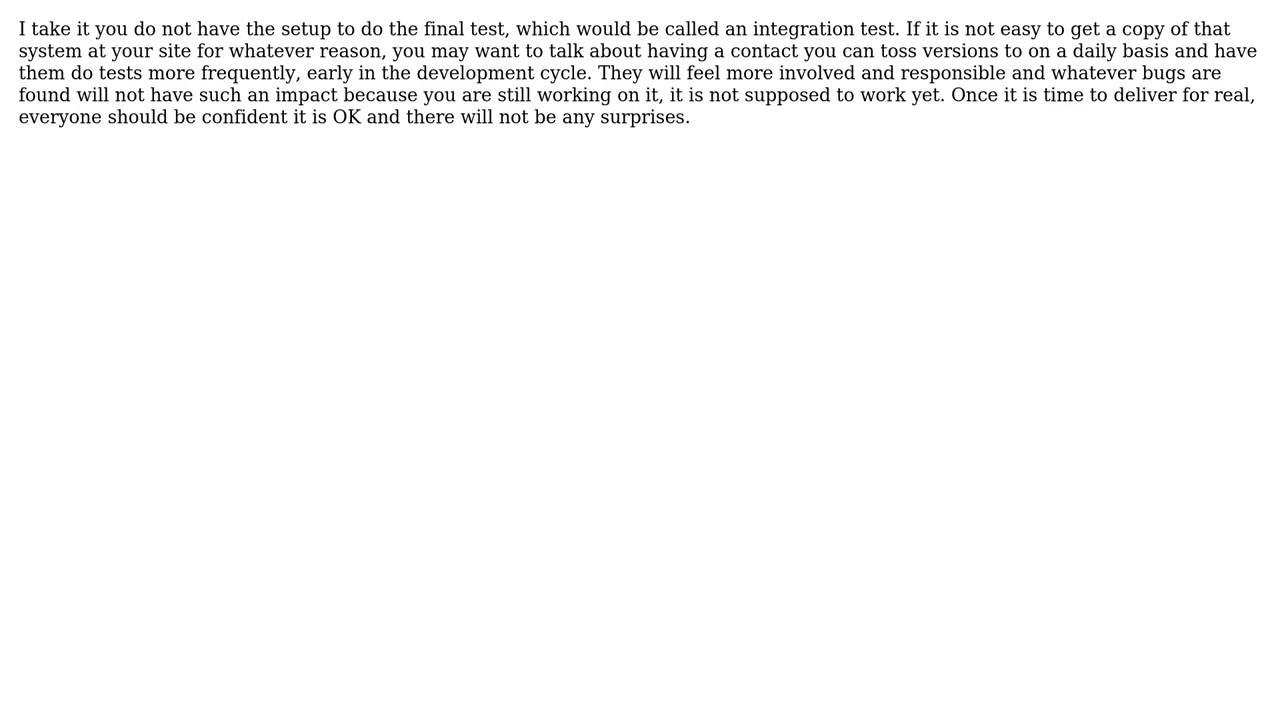 I take it you do not have the setup to do the final test, which would be called an integration test. If it is not easy to get a copy of that
system at your site for whatever reason, you may want to talk about having a contact you can toss versions to on a daily basis and have
them do tests more frequently, early in the development cycle. They will feel more involved and responsible and whatever bugs are
found will not have such an impact because you are still working on it, it is not supposed to work yet. Once it is time to deliver for real,
everyone should be confident it is OK and there will not be any surprises.